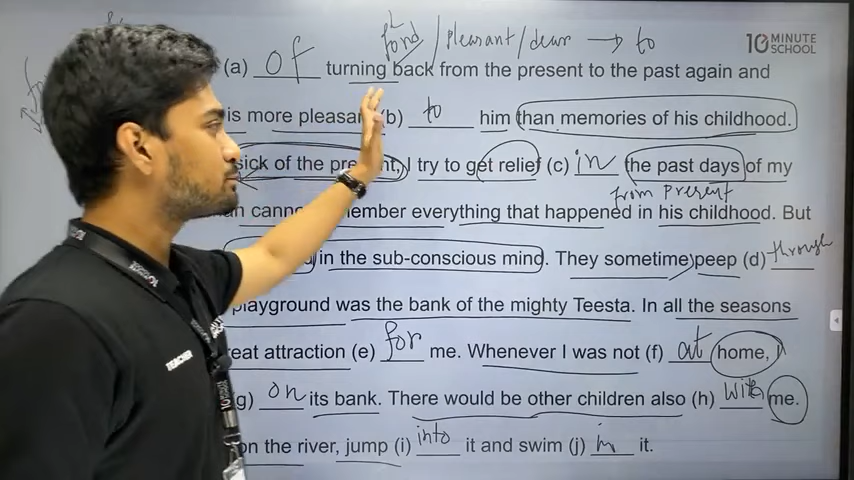 fond / pleasant / dear → to
10 MINUTE SCHOOL
(a) of turning back from the present to the past again and
is more pleasan (b) to him than memories of his childhood.
sick of the present, I try to get relief (c) in the past days of my
from present
n canno member everything that happened in his childhood. But
in the sub-conscious mind. They sometime peep (d) through
playground was the bank of the mighty Teesta. In all the seasons
reat attraction (e) for me. Whenever I was not (f) at home, I
g) on its bank. There would be other children also (h) with me.
on the river, jump (i) into it and swim (j) in it.
TEACHER